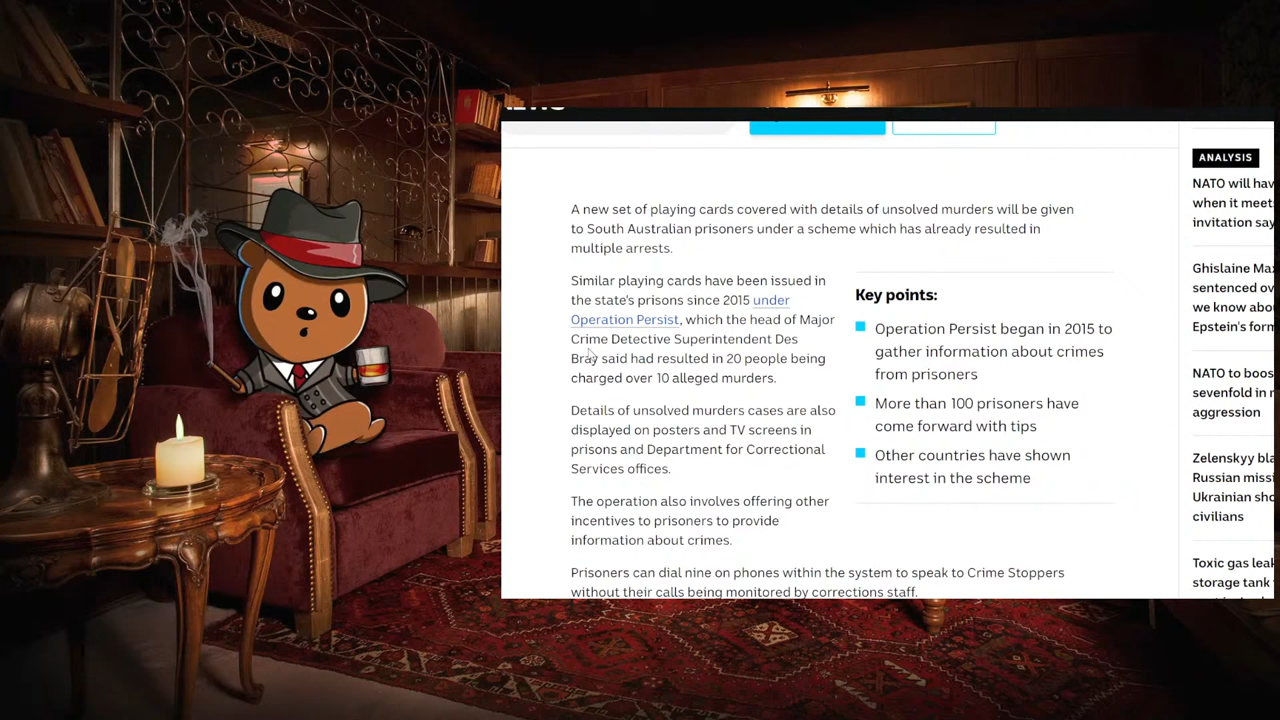 A new set of playing cards covered with details of unsolved murders will be given
to South Australian prisoners under a scheme which has already resulted in
multiple arrests.
Similar playing cards have been issued in
the state's prisons since 2015 under
Operation Persist, which the head of Major
Crime Detective Superintendent Des
Bray said had resulted in 20 people being
charged over 10 alleged murders.
Details of unsolved murders cases are also
displayed on posters and TV screens in
prisons and Department for Correctional
Services offices.
The operation also involves offering other
incentives to prisoners to provide
information about crimes.
Prisoners can dial nine on phones within the system to speak to Crime Stoppers
without their calls being monitored by corrections staff.
Key points:
Operation Persist began in 2015 to
gather information about crimes
from prisoners
More than 100 prisoners have
come forward with tips
Other countries have shown
interest in the scheme
ANALYSIS
NATO will hav
when it meet
invitation say
Ghislaine Ma
sentenced ov
we know abo
Epstein's forn
NATO to boos
sevenfold in r
aggression
Zelenskyy bla
Russian missi
Ukrainian sho
civilians
Toxic gas leak
storage tank